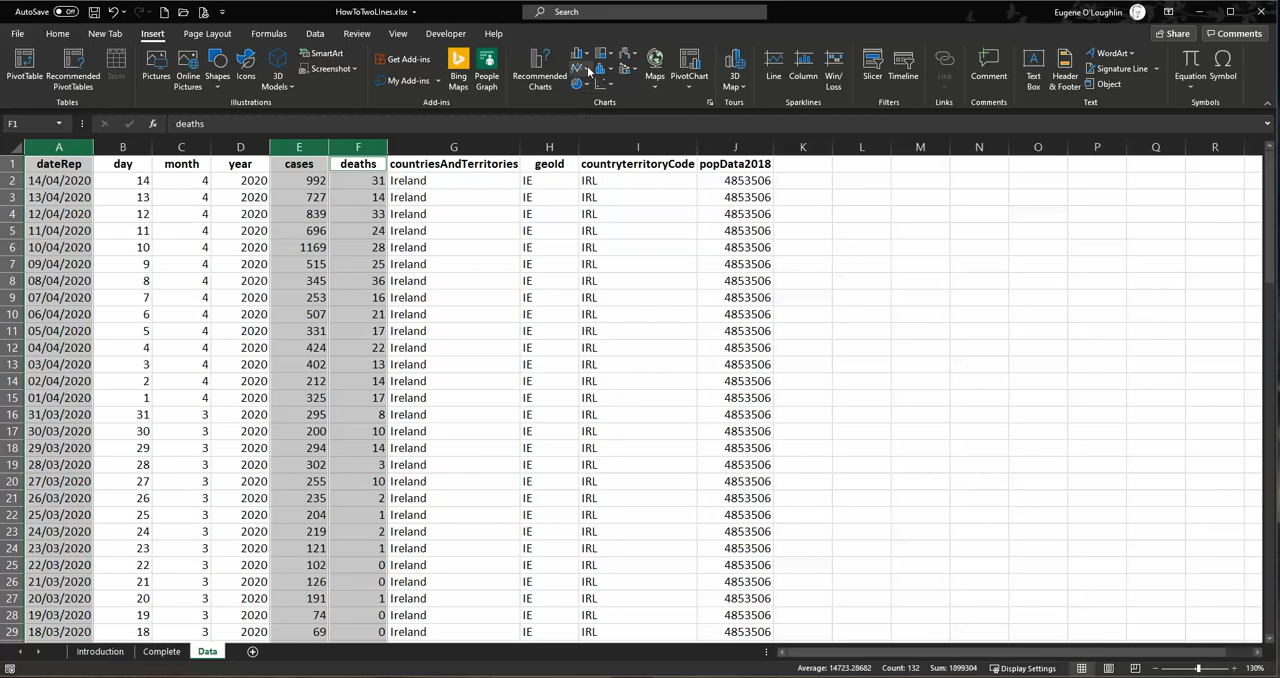 AutoSave Off HowToTwoLInes.xlsx Search Eugene O'Loughlin
File Home New Tab Insert Page Layout Formulas Data Review View Developer Help Share Comments
PivotTable Recommended PivotTables Table Pictures Online Pictures Shapes Icons 3D Models SmartArt Screenshot Get Add-ins My Add-ins Bing Maps People Graph Recommended Charts Maps PivotChart 3D Map Line Column Win/Loss Slicer Timeline Link Comment Text Box Header & Footer WordArt Signature Line Object Equation Symbol
Tables Illustrations Add-ins Charts Tours Sparklines Filters Links Comments Text Symbols
F1 fx deaths
A B C D E F G H I J K L M N O P Q R
1 dateRep day month year cases deaths countriesAndTerritories geoId countryterritoryCode popData2018
2 14/04/2020 14 4 2020 992 31 Ireland IE IRL 4853506
3 13/04/2020 13 4 2020 727 14 Ireland IE IRL 4853506
4 12/04/2020 12 4 2020 839 33 Ireland IE IRL 4853506
5 11/04/2020 11 4 2020 696 24 Ireland IE IRL 4853506
6 10/04/2020 10 4 2020 1169 28 Ireland IE IRL 4853506
7 09/04/2020 9 4 2020 515 25 Ireland IE IRL 4853506
8 08/04/2020 8 4 2020 345 36 Ireland IE IRL 4853506
9 07/04/2020 7 4 2020 253 16 Ireland IE IRL 4853506
10 06/04/2020 6 4 2020 507 21 Ireland IE IRL 4853506
11 05/04/2020 5 4 2020 331 17 Ireland IE IRL 4853506
12 04/04/2020 4 4 2020 424 22 Ireland IE IRL 4853506
13 03/04/2020 3 4 2020 402 13 Ireland IE IRL 4853506
14 02/04/2020 2 4 2020 212 14 Ireland IE IRL 4853506
15 01/04/2020 1 4 2020 325 17 Ireland IE IRL 4853506
16 31/03/2020 31 3 2020 295 8 Ireland IE IRL 4853506
17 30/03/2020 30 3 2020 200 10 Ireland IE IRL 4853506
18 29/03/2020 29 3 2020 294 14 Ireland IE IRL 4853506
19 28/03/2020 28 3 2020 302 3 Ireland IE IRL 4853506
20 27/03/2020 27 3 2020 255 10 Ireland IE IRL 4853506
21 26/03/2020 26 3 2020 235 2 Ireland IE IRL 4853506
22 25/03/2020 25 3 2020 204 1 Ireland IE IRL 4853506
23 24/03/2020 24 3 2020 219 2 Ireland IE IRL 4853506
24 23/03/2020 23 3 2020 121 1 Ireland IE IRL 4853506
25 22/03/2020 22 3 2020 102 0 Ireland IE IRL 4853506
26 21/03/2020 21 3 2020 126 0 Ireland IE IRL 4853506
27 20/03/2020 20 3 2020 191 1 Ireland IE IRL 4853506
28 19/03/2020 19 3 2020 74 0 Ireland IE IRL 4853506
29 18/03/2020 18 3 2020 69 0 Ireland IE IRL 4853506
Introduction Complete Data
Average: 14723.28682 Count: 132 Sum: 1899304 Display Settings 130%